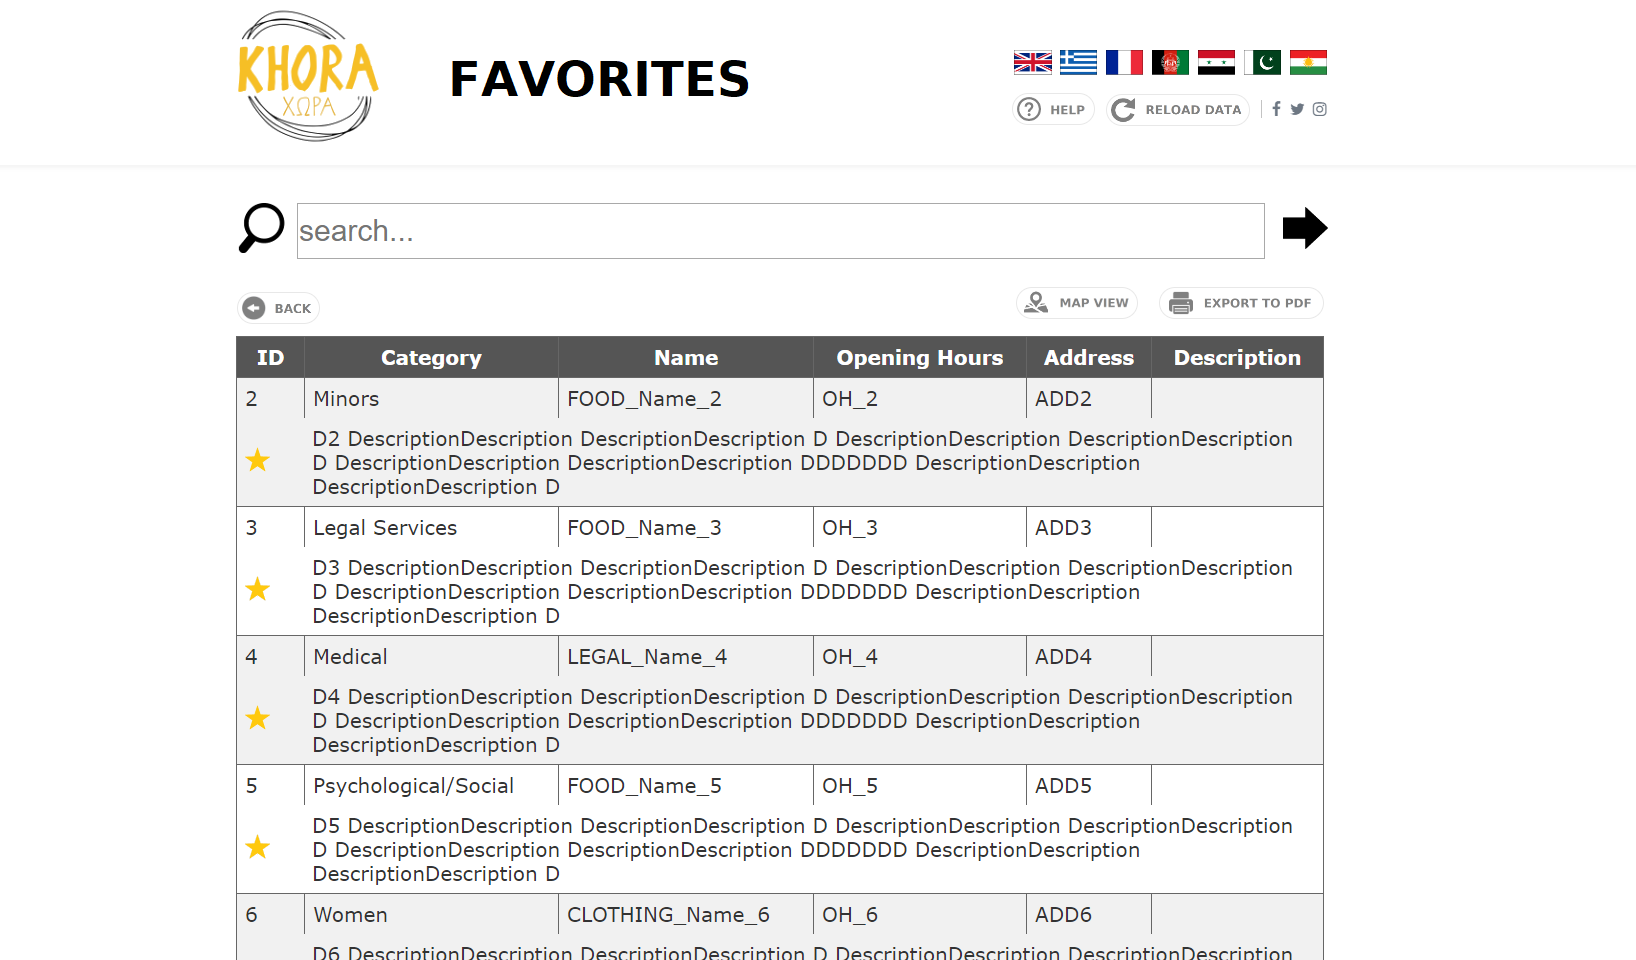 KHORA
ΧΩΡΑ
FAVORITES
HELP
RELOAD DATA
search...
BACK
MAP VIEW
EXPORT TO PDF
ID Category Name Opening Hours Address Description
2 Minors FOOD_Name_2 OH_2 ADD2
D2 DescriptionDescription DescriptionDescription D DescriptionDescription DescriptionDescription
D DescriptionDescription DescriptionDescription DDDDDDD DescriptionDescription
DescriptionDescription D
3 Legal Services FOOD_Name_3 OH_3 ADD3
D3 DescriptionDescription DescriptionDescription D DescriptionDescription DescriptionDescription
D DescriptionDescription DescriptionDescription DDDDDDD DescriptionDescription
DescriptionDescription D
4 Medical LEGAL_Name_4 OH_4 ADD4
D4 DescriptionDescription DescriptionDescription D DescriptionDescription DescriptionDescription
D DescriptionDescription DescriptionDescription DDDDDDD DescriptionDescription
DescriptionDescription D
5 Psychological/Social FOOD_Name_5 OH_5 ADD5
D5 DescriptionDescription DescriptionDescription D DescriptionDescription DescriptionDescription
D DescriptionDescription DescriptionDescription DDDDDDD DescriptionDescription
DescriptionDescription D
6 Women CLOTHING_Name_6 OH_6 ADD6
D6 DescriptionDescription DescriptionDescription D DescriptionDescription DescriptionDescription